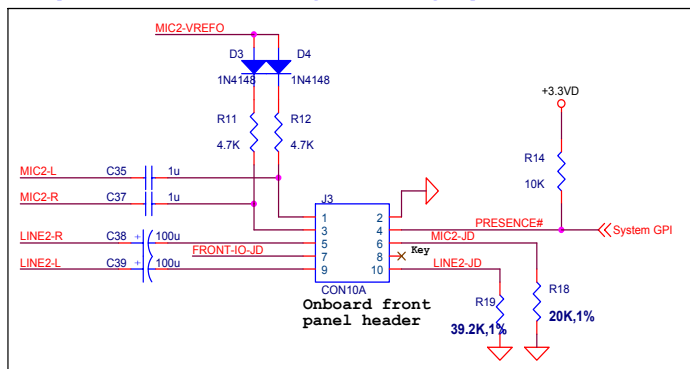 MIC2-VREFO
D3 D4
1N4148 1N4148
+3.3VD
R11 R12
4.7K 4.7K
R14
10K
MIC2-L C35 1u
MIC2-R C37 1u
J3
1 2
3 4 PRESENCE# System GPI
LINE2-R C38 + 100u 5 6 MIC2-JD
FRONT-IO-JD 7 8 Key
LINE2-L C39 + 100u 9 10 LINE2-JD
CON10A
R19 R18
39.2K,1% 20K,1%
Onboard front
panel header